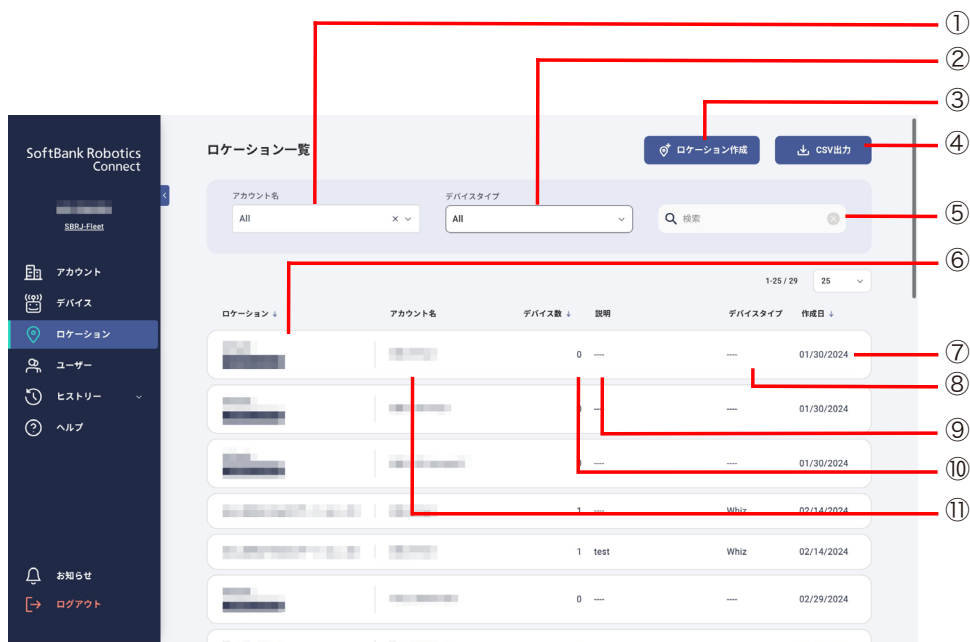 ①
②
③
④
⑤
⑥
⑦
⑧
⑨
⑩
⑪
SoftBank Robotics
Connect
SBRJ-Fleet
アカウント
デバイス
ロケーション
ユーザー
ヒストリー
ヘルプ
お知らせ
ログアウト
ロケーション一覧
ロケーション作成
CSV出力
アカウント名
デバイスタイプ
All
All
検索
1-25 / 29 25
ロケーション ↓ アカウント名 デバイス数 ↓ 説明 デバイスタイプ 作成日 ↓
0 ---- ---- 01/30/2024
0 ---- ---- 01/30/2024
---- ---- 01/30/2024
1 ---- Whiz 02/14/2024
1 test Whiz 02/14/2024
0 ---- ---- 02/29/2024